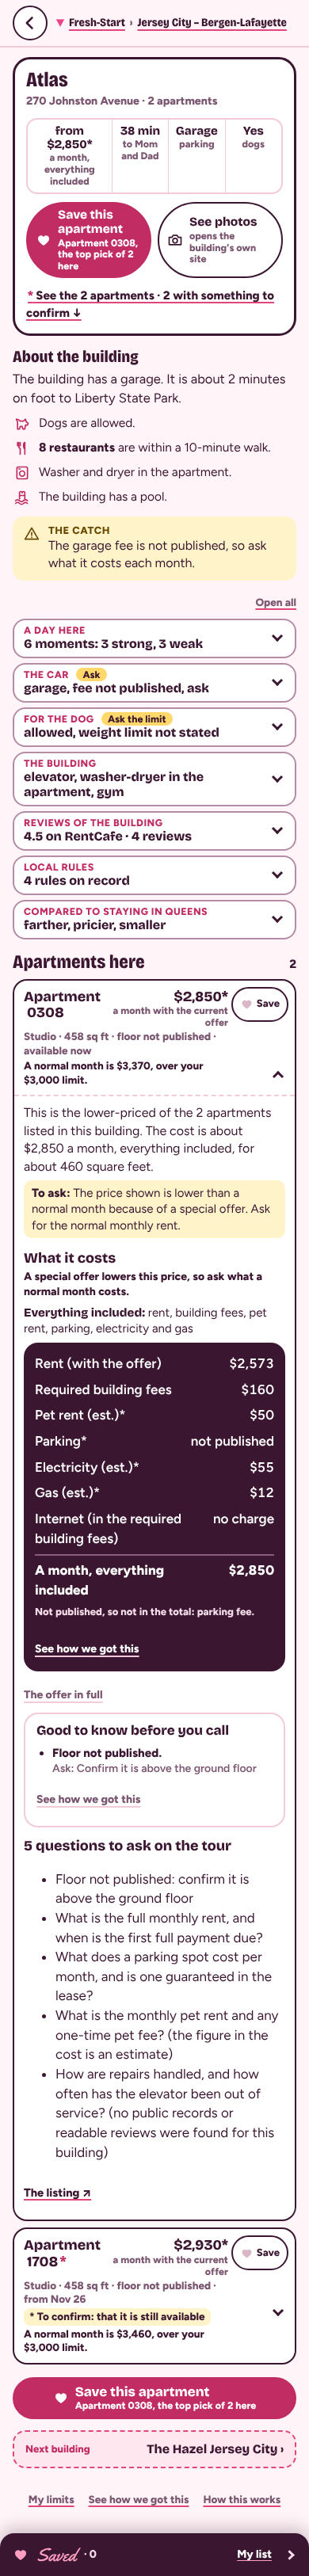 Fresh-Start › Jersey City – Bergen-Lafayette
Atlas
270 Johnston Avenue · 2 apartments
from
$2,850*
a month,
everything
included
38 min
to Mom
and Dad
Garage
parking
Yes
dogs
Save this
apartment
Apartment 0308,
the top pick of 2
here
See photos
opens the
building's own
site
* See the 2 apartments · 2 with something to
confirm ↓
About the building
The building has a garage. It is about 2 minutes
on foot to Liberty State Park.
Dogs are allowed.
8 restaurants are within a 10-minute walk.
Washer and dryer in the apartment.
The building has a pool.
THE CATCH
The garage fee is not published, so ask
what it costs each month.
Open all
A DAY HERE
6 moments: 3 strong, 3 weak
THE CAR Ask
garage, fee not published, ask
FOR THE DOG Ask the limit
allowed, weight limit not stated
THE BUILDING
elevator, washer-dryer in the
apartment, gym
REVIEWS OF THE BUILDING
4.5 on RentCafe · 4 reviews
LOCAL RULES
4 rules on record
COMPARED TO STAYING IN QUEENS
farther, pricier, smaller
Apartments here 2
Apartment
0308
$2,850*
a month with the current
offer
Save
Studio · 458 sq ft · floor not published ·
available now
A normal month is $3,370, over your
$3,000 limit.
This is the lower-priced of the 2 apartments
listed in this building. The cost is about
$2,850 a month, everything included, for
about 460 square feet.
To ask: The price shown is lower than a
normal month because of a special offer. Ask
for the normal monthly rent.
What it costs
A special offer lowers this price, so ask what a
normal month costs.
Everything included: rent, building fees, pet
rent, parking, electricity and gas
Rent (with the offer) $2,573
Required building fees $160
Pet rent (est.)* $50
Parking* not published
Electricity (est.)* $55
Gas (est.)* $12
Internet (in the required no charge
building fees)
A month, everything $2,850
included
Not published, so not in the total: parking fee.
See how we got this
The offer in full
Good to know before you call
• Floor not published.
Ask: Confirm it is above the ground floor
See how we got this
5 questions to ask on the tour
• Floor not published: confirm it is
above the ground floor
• What is the full monthly rent, and
when is the first full payment due?
• What does a parking spot cost per
month, and is one guaranteed in the
lease?
• What is the monthly pet rent and any
one-time pet fee? (the figure in the
cost is an estimate)
• How are repairs handled, and how
often has the elevator been out of
service? (no public records or
readable reviews were found for this
building)
The listing ↗
Apartment
1708*
$2,930*
a month with the current
offer
Save
Studio · 458 sq ft · floor not published ·
from Nov 26
* To confirm: that it is still available
A normal month is $3,460, over your
$3,000 limit.
Save this apartment
Apartment 0308, the top pick of 2 here
Next building The Hazel Jersey City ›
My limits See how we got this How this works
Saved · 0 My list